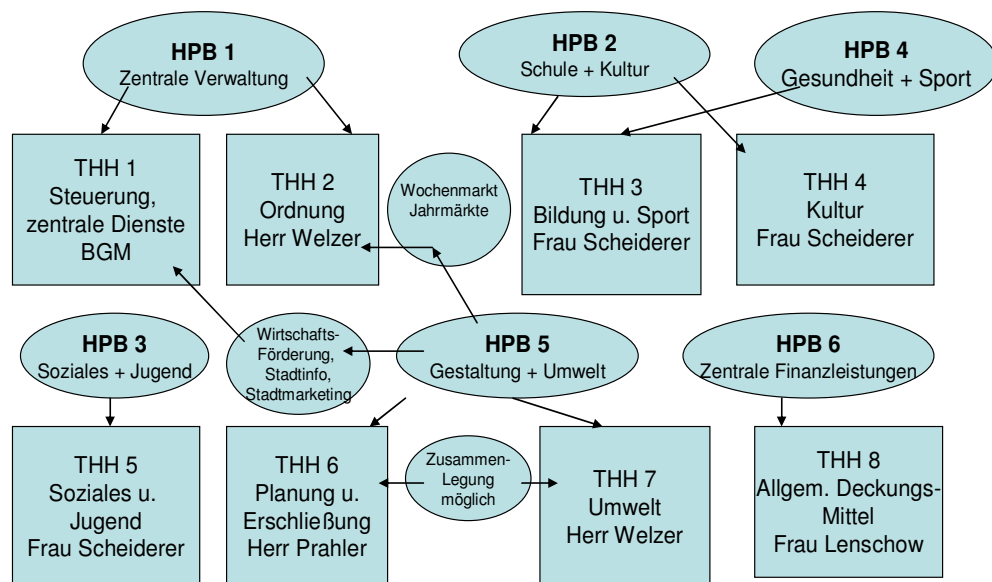 HPB 1
Zentrale Verwaltung
HPB 2
Schule + Kultur
HPB 4
Gesundheit + Sport
THH 1
Steuerung,
zentrale Dienste
BGM
THH 2
Ordnung
Herr Welzer
Wochenmarkt
Jahrmärkte
THH 3
Bildung u. Sport
Frau Scheiderer
THH 4
Kultur
Frau Scheiderer
HPB 3
Soziales + Jugend
Wirtschafts-
Förderung,
Stadtinfo,
Stadtmarketing
HPB 5
Gestaltung + Umwelt
HPB 6
Zentrale Finanzleistungen
THH 5
Soziales u.
Jugend
Frau Scheiderer
THH 6
Planung u.
Erschließung
Herr Prahler
Zusammen-
Legung
möglich
THH 7
Umwelt
Herr Welzer
THH 8
Allgem. Deckungs-
Mittel
Frau Lenschow